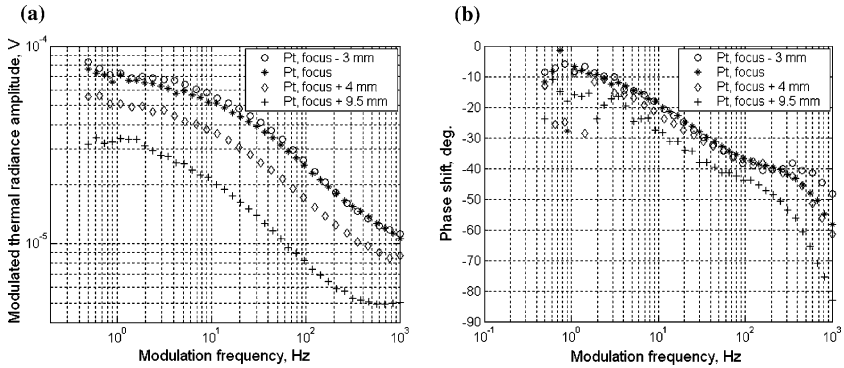 (a)
Modulated thermal radiance amplitude, V
10^-4
10^-5
Pt, focus - 3 mm
Pt, focus
Pt, focus + 4 mm
Pt, focus + 9.5 mm
10^0
10^1
10^2
10^3
Modulation frequency, Hz
(b)
Phase shift, deg.
0
-10
-20
-30
-40
-50
-60
-70
-80
-90
Pt, focus - 3 mm
Pt, focus
Pt, focus + 4 mm
Pt, focus + 9.5 mm
10^-1
10^0
10^1
10^2
10^3
Modulation frequency, Hz